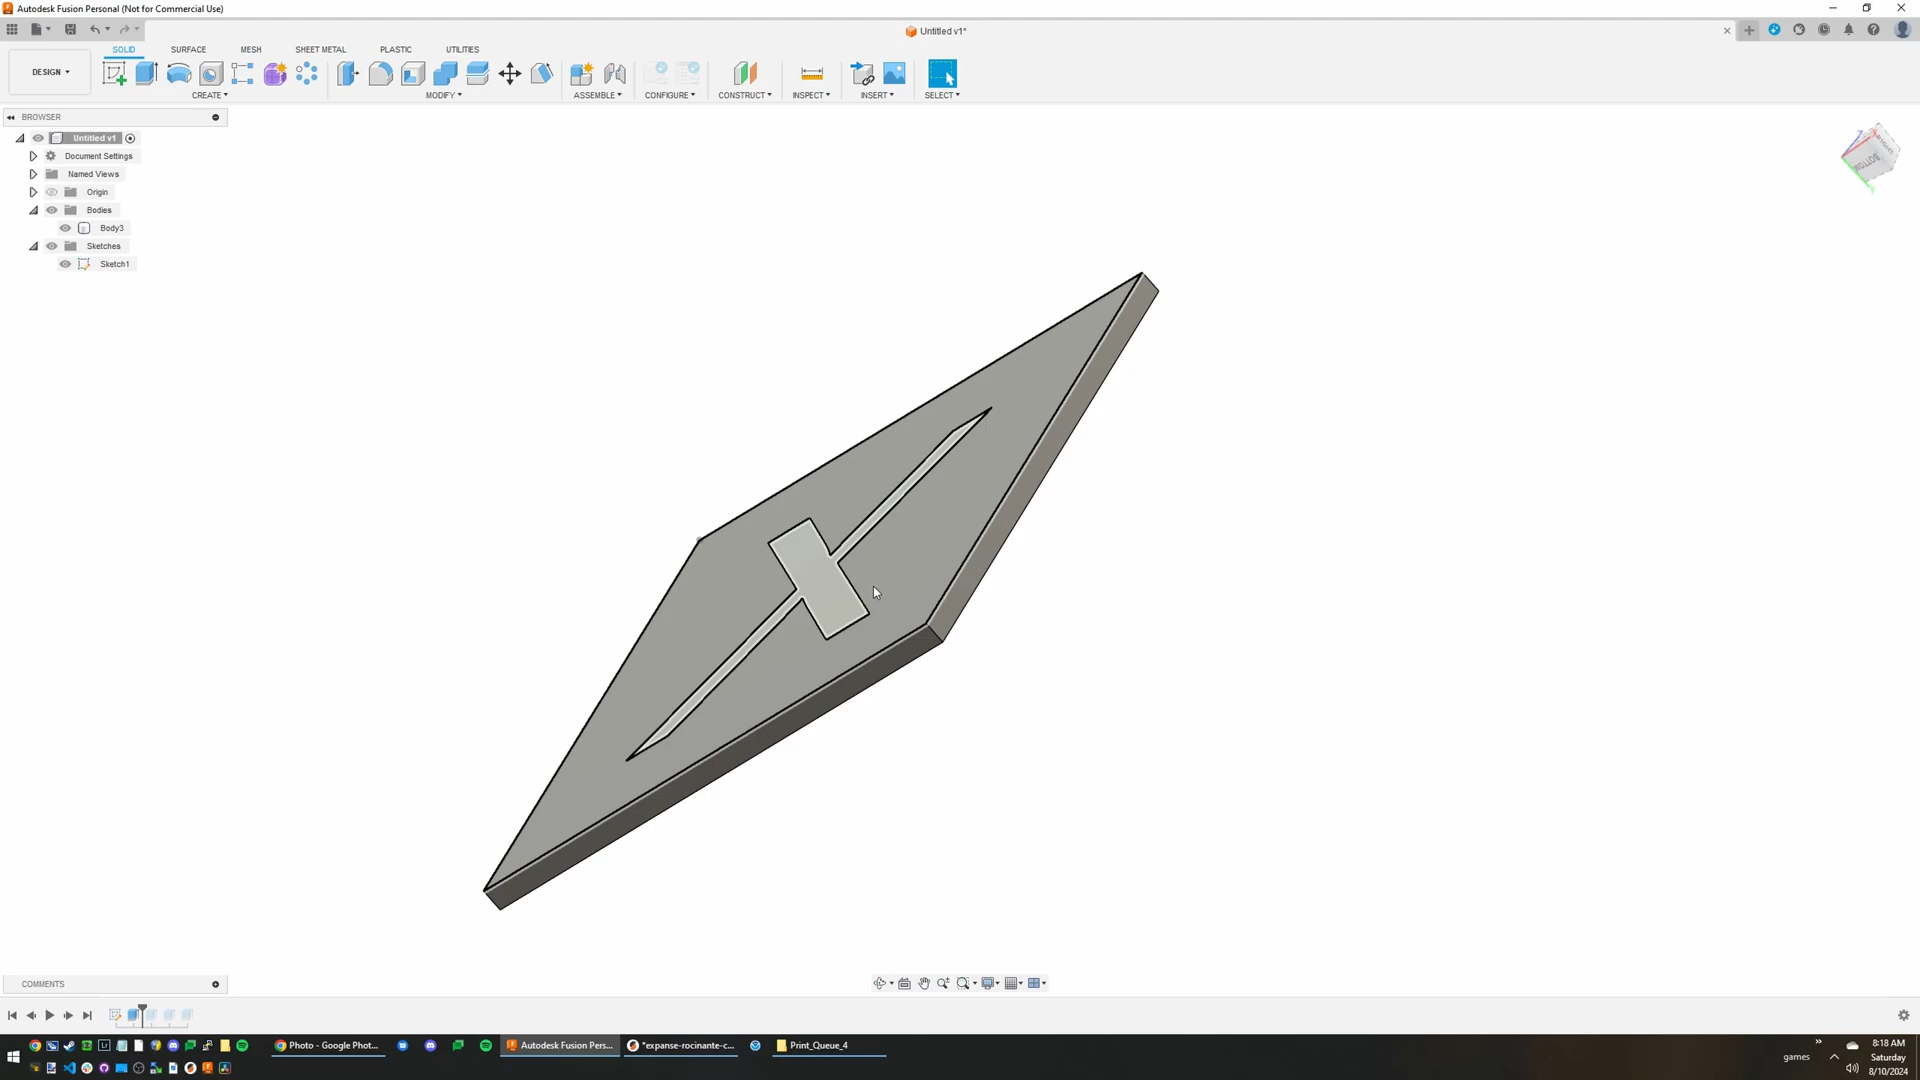 Autodesk Fusion Personal (Not for Commercial Use)
Untitled v1*
DESIGN
SOLID SURFACE MESH SHEET METAL PLASTIC UTILITIES
CREATE MODIFY ASSEMBLE CONFIGURE CONSTRUCT INSPECT INSERT SELECT
BROWSER
Untitled v1
Document Settings
Named Views
Origin
Bodies
Body3
Sketches
Sketch1
Z
X
BOTTOM
RIGHT
Y
COMMENTS
Photo - Google Phot...
Autodesk Fusion Pers...
*expanse-rocinante-c...
Print_Queue_4
games
8:18 AM
Saturday
8/10/2024